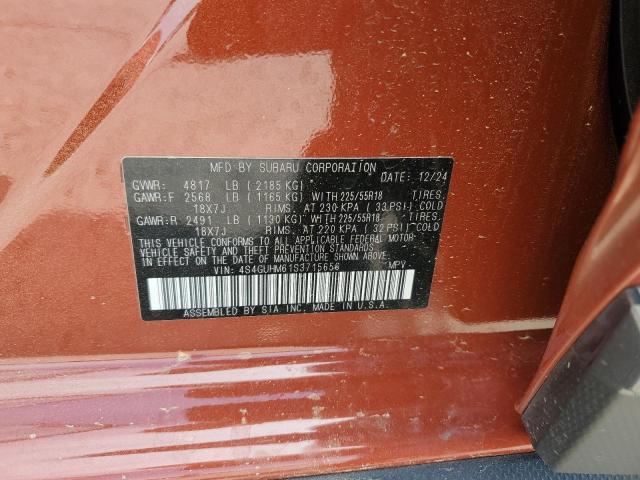 MFD BY SUBARU CORPORATION DATE: 12/24
GVWR: 4817 LB (2185 KG)
GAWR:F 2568 LB (1165 KG) WITH 225/55R18 TIRES.
18X7J RIMS. AT 230 KPA (33 PSI) COLD
GAWR:R 2491 LB (1130 KG) WITH 225/55R18 TIRES.
18X7J RIMS. AT 220 KPA (32 PSI) COLD
THIS VEHICLE CONFORMS TO ALL APPLICABLE FEDERAL MOTOR
VEHICLE SAFETY AND THEFT PREVENTION STANDARDS IN
EFFECT ON THE DATE OF MANUFACTURE SHOWN ABOVE.
VIN: 4S4GUHM61S3715656 MPV
ASSEMBLED BY SIA INC. MADE IN U.S.A.